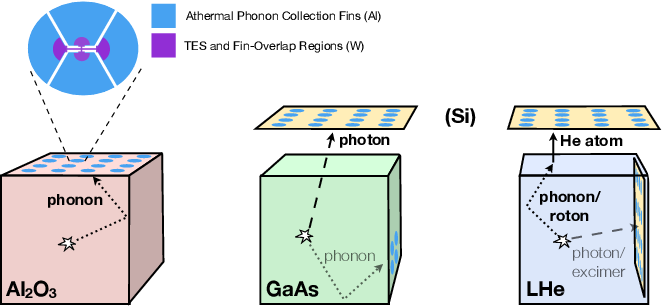 Athermal Phonon Collection Fins (Al)
TES and Fin-Overlap Regions (W)
phonon
Al₂O₃
photon
phonon
GaAs
(Si)
He atom
phonon/
roton
photon/
excimer
LHe